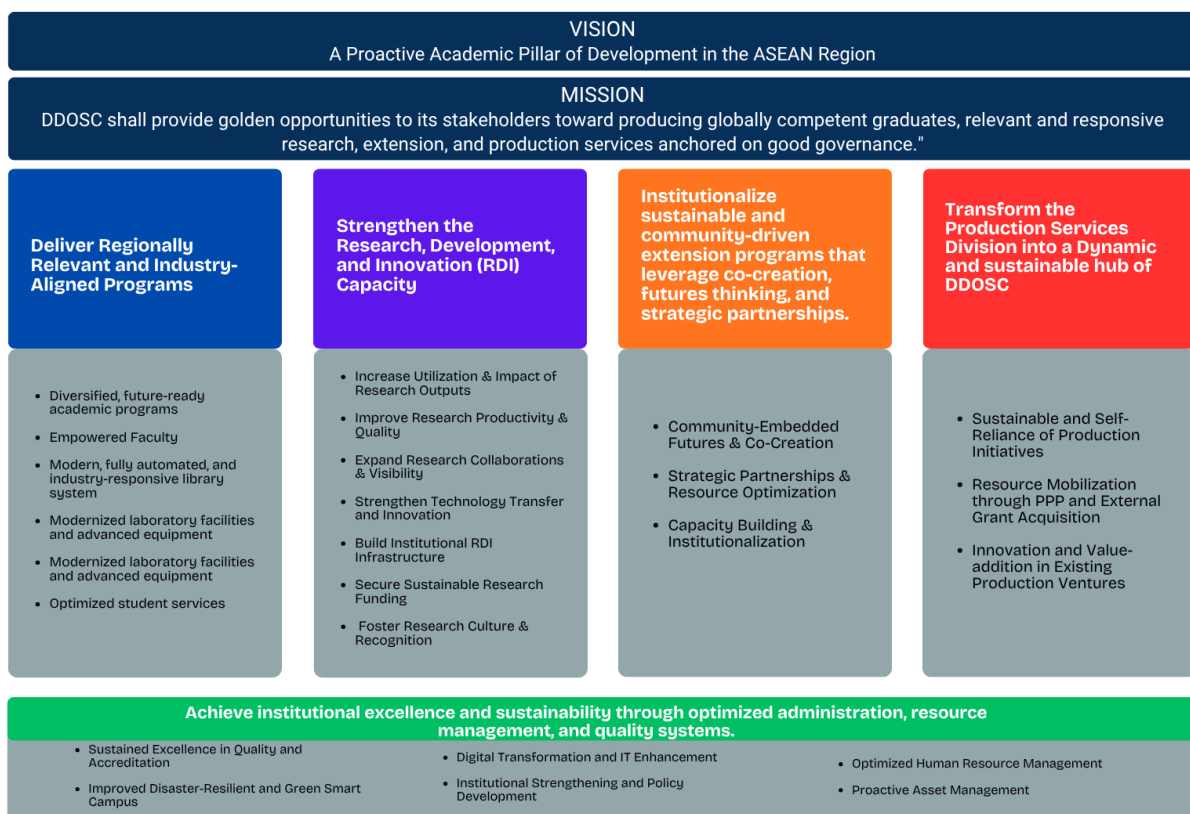 VISION
A Proactive Academic Pillar of Development in the ASEAN Region
MISSION
DDOSC shall provide golden opportunities to its stakeholders toward producing globally competent graduates, relevant and responsive
research, extension, and production services anchored on good governance."
Deliver Regionally
Relevant and Industry-
Aligned Programs
• Diversified, future-ready
academic programs
• Empowered Faculty
• Modern, fully automated, and
industry-responsive library
system
• Modernized laboratory facilities
and advanced equipment
• Modernized laboratory facilities
and advanced equipment
• Optimized student services
Strengthen the
Research, Development,
and Innovation (RDI)
Capacity
• Increase Utilization & Impact of
Research Outputs
• Improve Research Productivity &
Quality
• Expand Research Collaborations
& Visibility
• Strengthen Technology Transfer
and Innovation
• Build Institutional RDI
Infrastructure
• Secure Sustainable Research
Funding
• Foster Research Culture &
Recognition
Institutionalize
sustainable and
community-driven
extension programs that
leverage co-creation,
futures thinking, and
strategic partnerships.
• Community-Embedded
Futures & Co-Creation
• Strategic Partnerships &
Resource Optimization
• Capacity Building &
Institutionalization
Transform the
Production Services
Division into a Dynamic
and sustainable hub of
DDOSC
• Sustainable and Self-
Reliance of Production
Initiatives
• Resource Mobilization
through PPP and External
Grant Acquisition
• Innovation and Value-
addition in Existing
Production Ventures
Achieve institutional excellence and sustainability through optimized administration, resource
management, and quality systems.
• Sustained Excellence in Quality and
Accreditation
• Improved Disaster-Resilient and Green Smart
Campus
• Digital Transformation and IT Enhancement
• Institutional Strengthening and Policy
Development
• Optimized Human Resource Management
• Proactive Asset Management